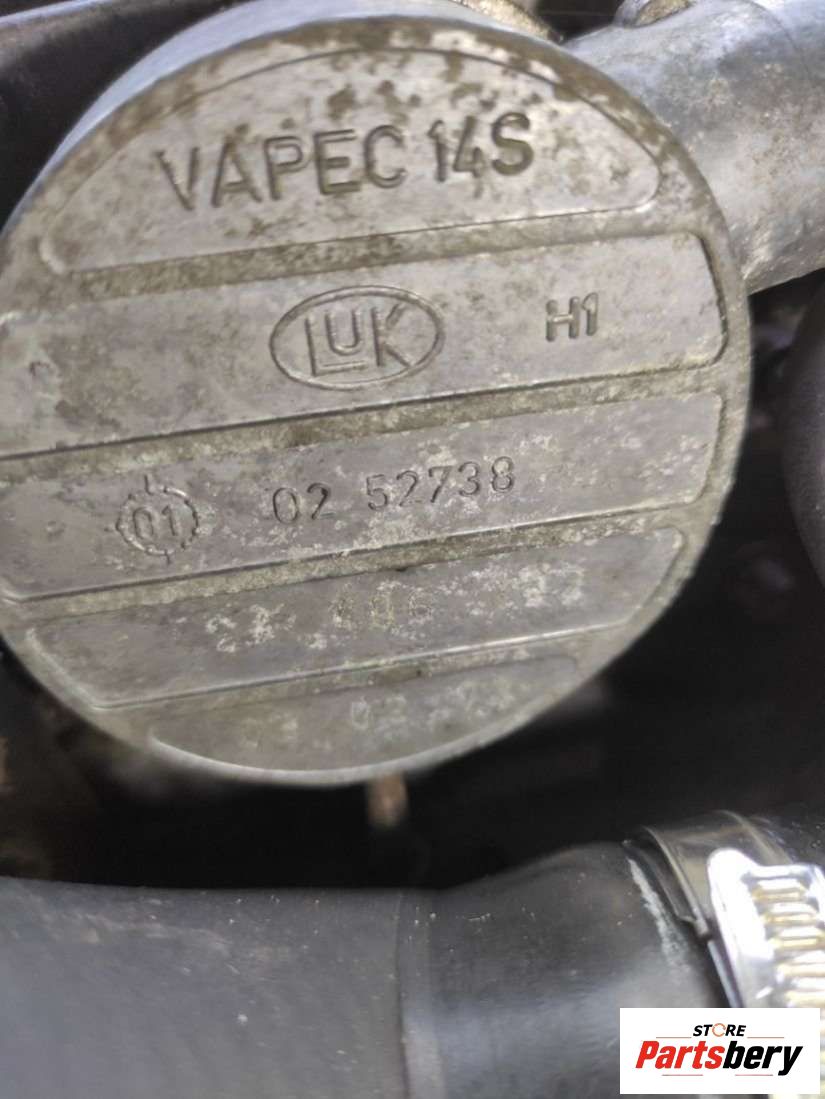 VAPEC 14S
LUK H1
01 02 52738
STORE
Partsbery